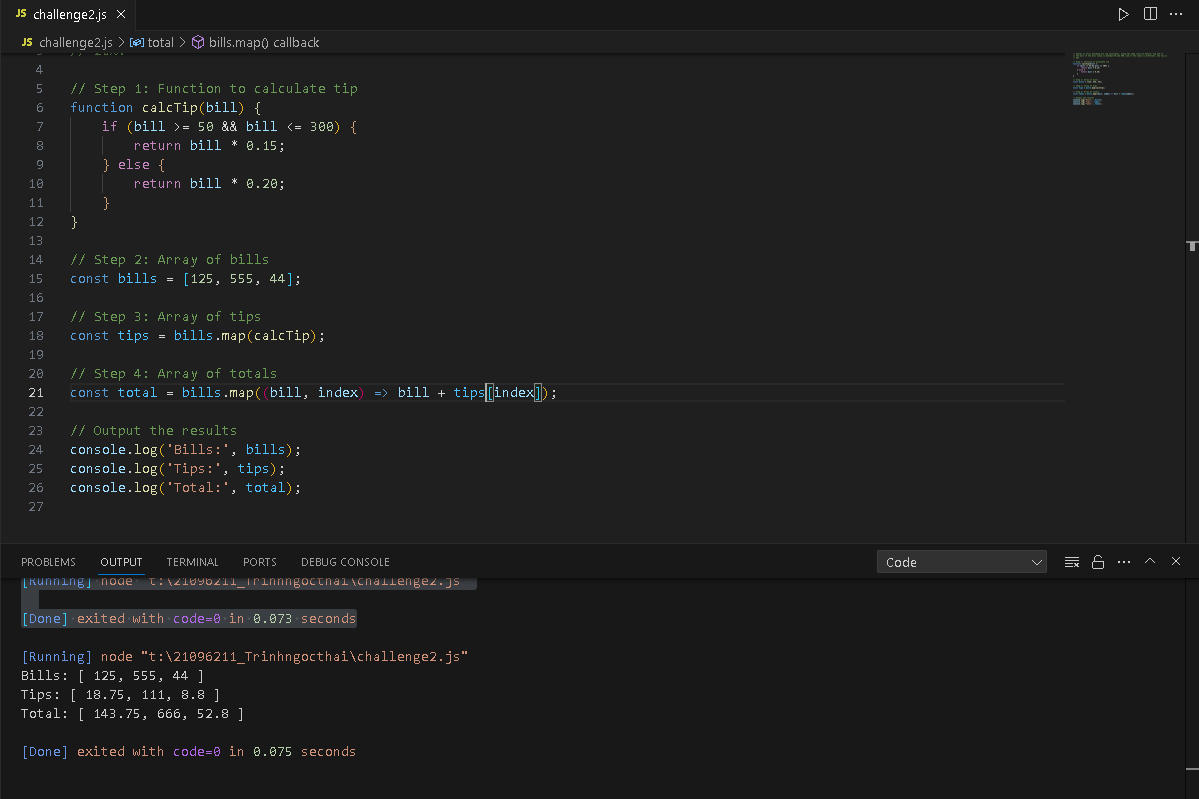 JS challenge2.js
JS challenge2.js > total > bills.map() callback
4
5 // Step 1: Function to calculate tip
6 function calcTip(bill) {
7 if (bill >= 50 && bill <= 300) {
8 return bill * 0.15;
9 } else {
10 return bill * 0.20;
11 }
12 }
13
14 // Step 2: Array of bills
15 const bills = [125, 555, 44];
16
17 // Step 3: Array of tips
18 const tips = bills.map(calcTip);
19
20 // Step 4: Array of totals
21 const total = bills.map((bill, index) => bill + tips[index]);
22
23 // Output the results
24 console.log('Bills:', bills);
25 console.log('Tips:', tips);
26 console.log('Total:', total);
27
PROBLEMS OUTPUT TERMINAL PORTS DEBUG CONSOLE Code
[Running] node "t:\21096211_Trinhngocthai\challenge2.js"
[Done] exited with code=0 in 0.073 seconds
[Running] node "t:\21096211_Trinhngocthai\challenge2.js"
Bills: [ 125, 555, 44 ]
Tips: [ 18.75, 111, 8.8 ]
Total: [ 143.75, 666, 52.8 ]
[Done] exited with code=0 in 0.075 seconds